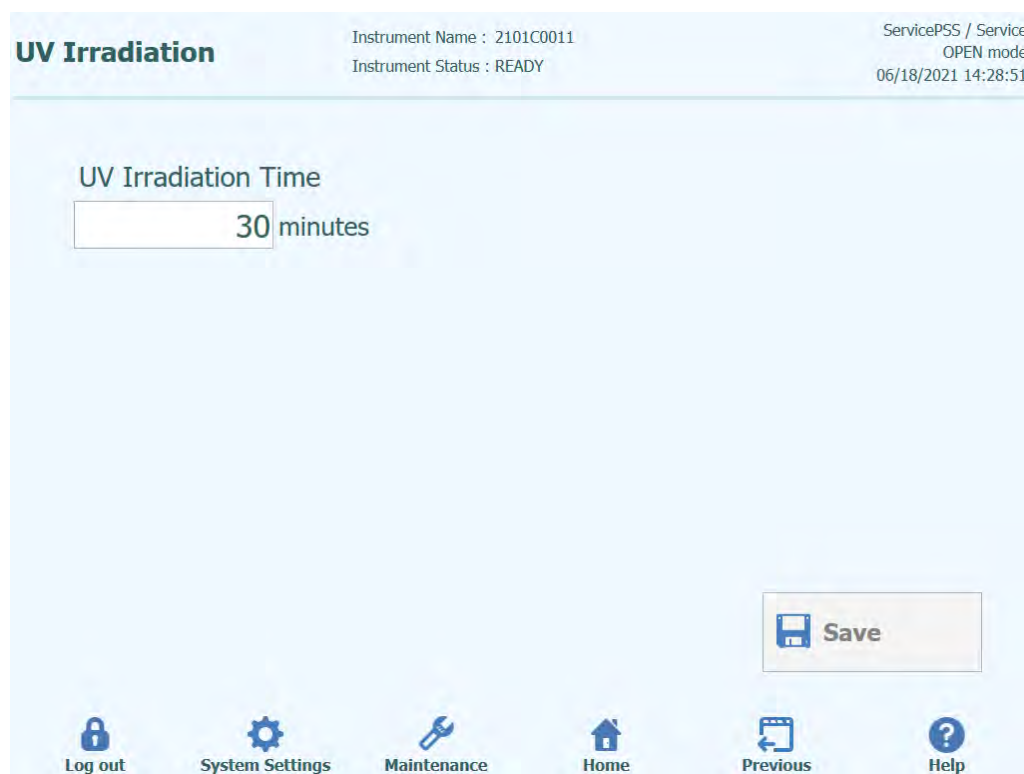 UV Irradiation
Instrument Name : 2101C0011
Instrument Status : READY
ServicePSS / Service
OPEN mode
06/18/2021 14:28:51
UV Irradiation Time
30 minutes
Save
Log out
System Settings
Maintenance
Home
Previous
Help